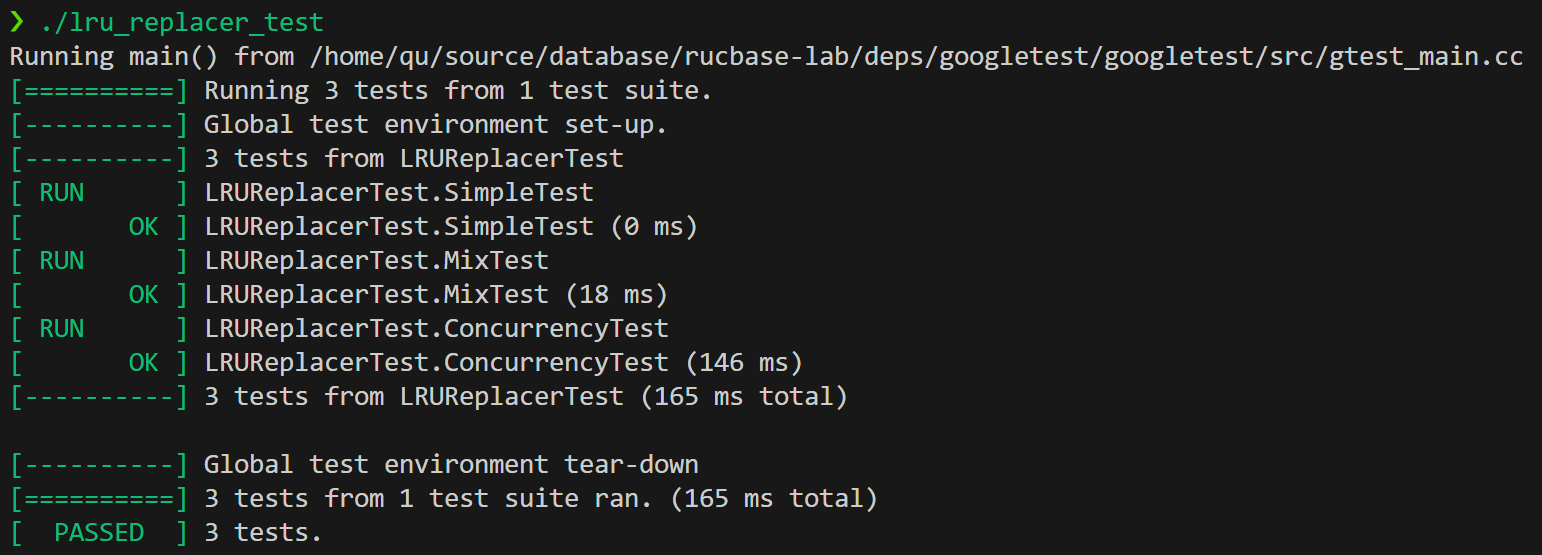 ❯ ./lru_replacer_test
Running main() from /home/qu/source/database/rucbase-lab/deps/googletest/googletest/src/gtest_main.cc
[==========] Running 3 tests from 1 test suite.
[----------] Global test environment set-up.
[----------] 3 tests from LRUReplacerTest
[ RUN      ] LRUReplacerTest.SimpleTest
[       OK ] LRUReplacerTest.SimpleTest (0 ms)
[ RUN      ] LRUReplacerTest.MixTest
[       OK ] LRUReplacerTest.MixTest (18 ms)
[ RUN      ] LRUReplacerTest.ConcurrencyTest
[       OK ] LRUReplacerTest.ConcurrencyTest (146 ms)
[----------] 3 tests from LRUReplacerTest (165 ms total)

[----------] Global test environment tear-down
[==========] 3 tests from 1 test suite ran. (165 ms total)
[  PASSED  ] 3 tests.